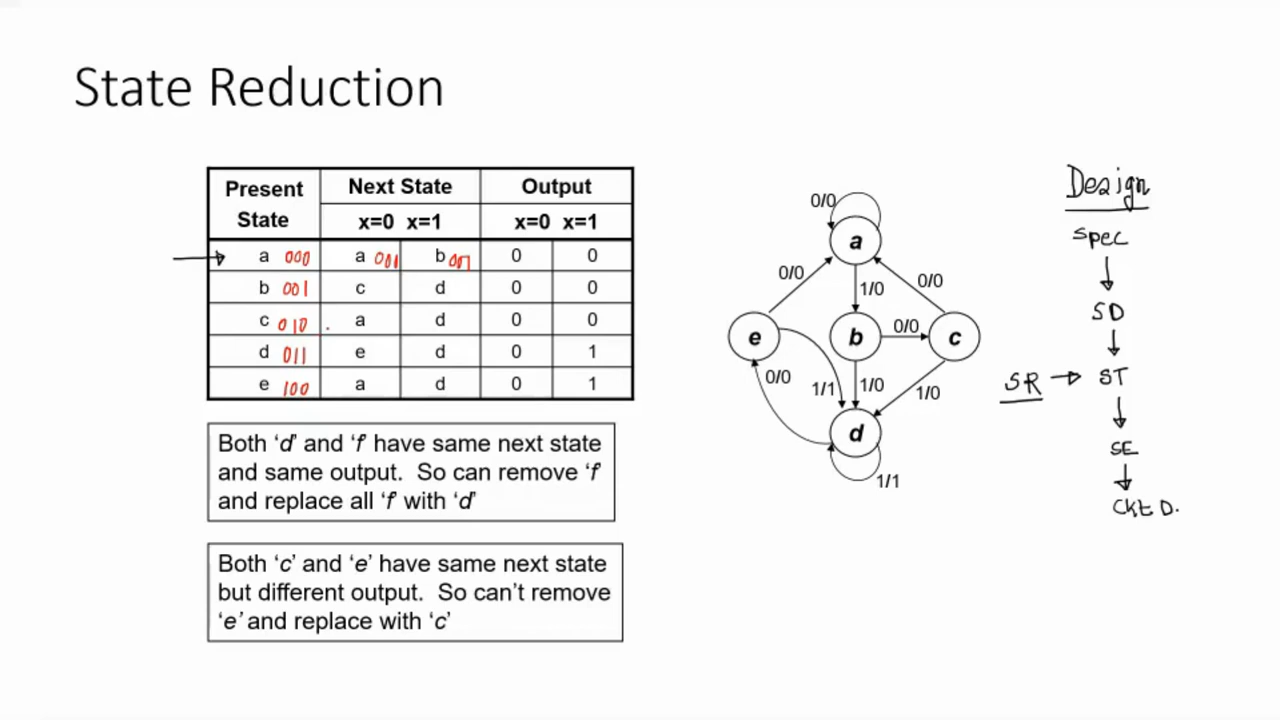 State Reduction
Present State Next State Output
x=0 x=1 x=0 x=1
a 000 a b 0 0
b 001 c d 0 0
c 010 a d 0 0
d 011 e d 0 1
e 100 a d 0 1
Both ‘d’ and ‘f’ have same next state
and same output. So can remove ‘f’
and replace all ‘f’ with ‘d’
Both ‘c’ and ‘e’ have same next state
but different output. So can’t remove
‘e’ and replace with ‘c’
0/0
a
0/0 1/0 0/0
e b 0/0 c
0/0 1/1 1/0 1/0
d
1/1
Design
Spec
SD
SR ST
SE
Ckt D.